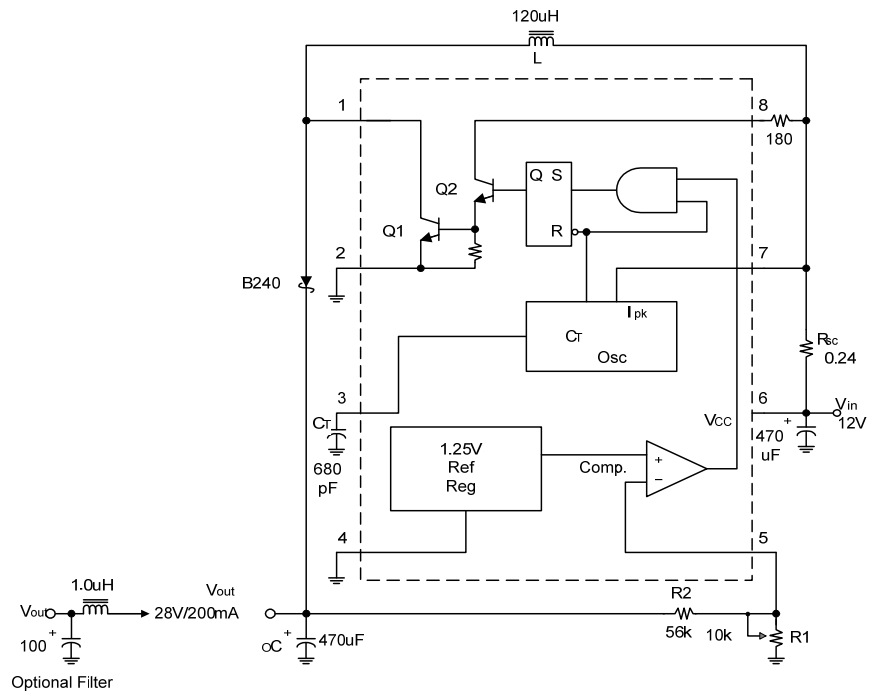 120uH
L
1
8
180
Q2
Q S
Q1
R
2
7
B240
Ipk
CT
Osc
Rsc
0.24
3
6
Vin
12V
CT
VCC
470
uF
680
pF
1.25V
Ref
Reg
Comp.
+
−
4
5
1.0uH
Vout
Vout
28V/200mA
R2
56k
10k
R1
100
+
oC
+
470uF
Optional Filter